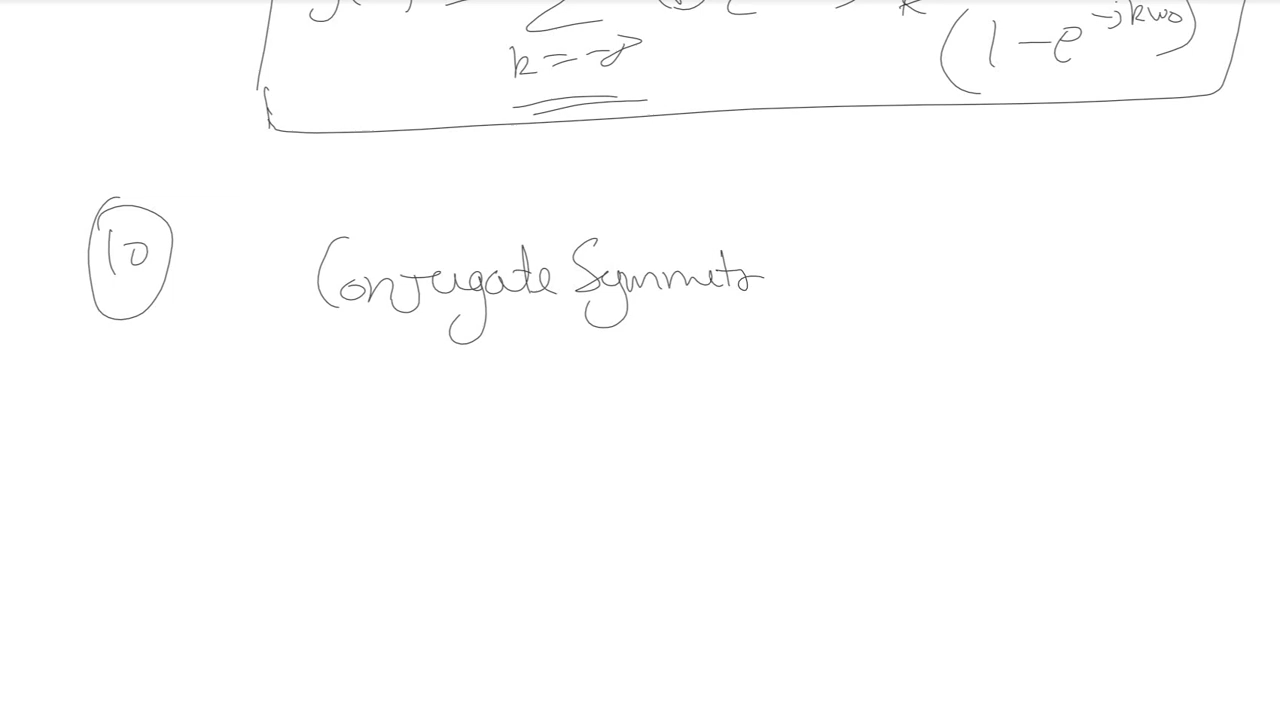 k = -∞
(1 - e^{-jkω0})
10
Conjugate Symmetr